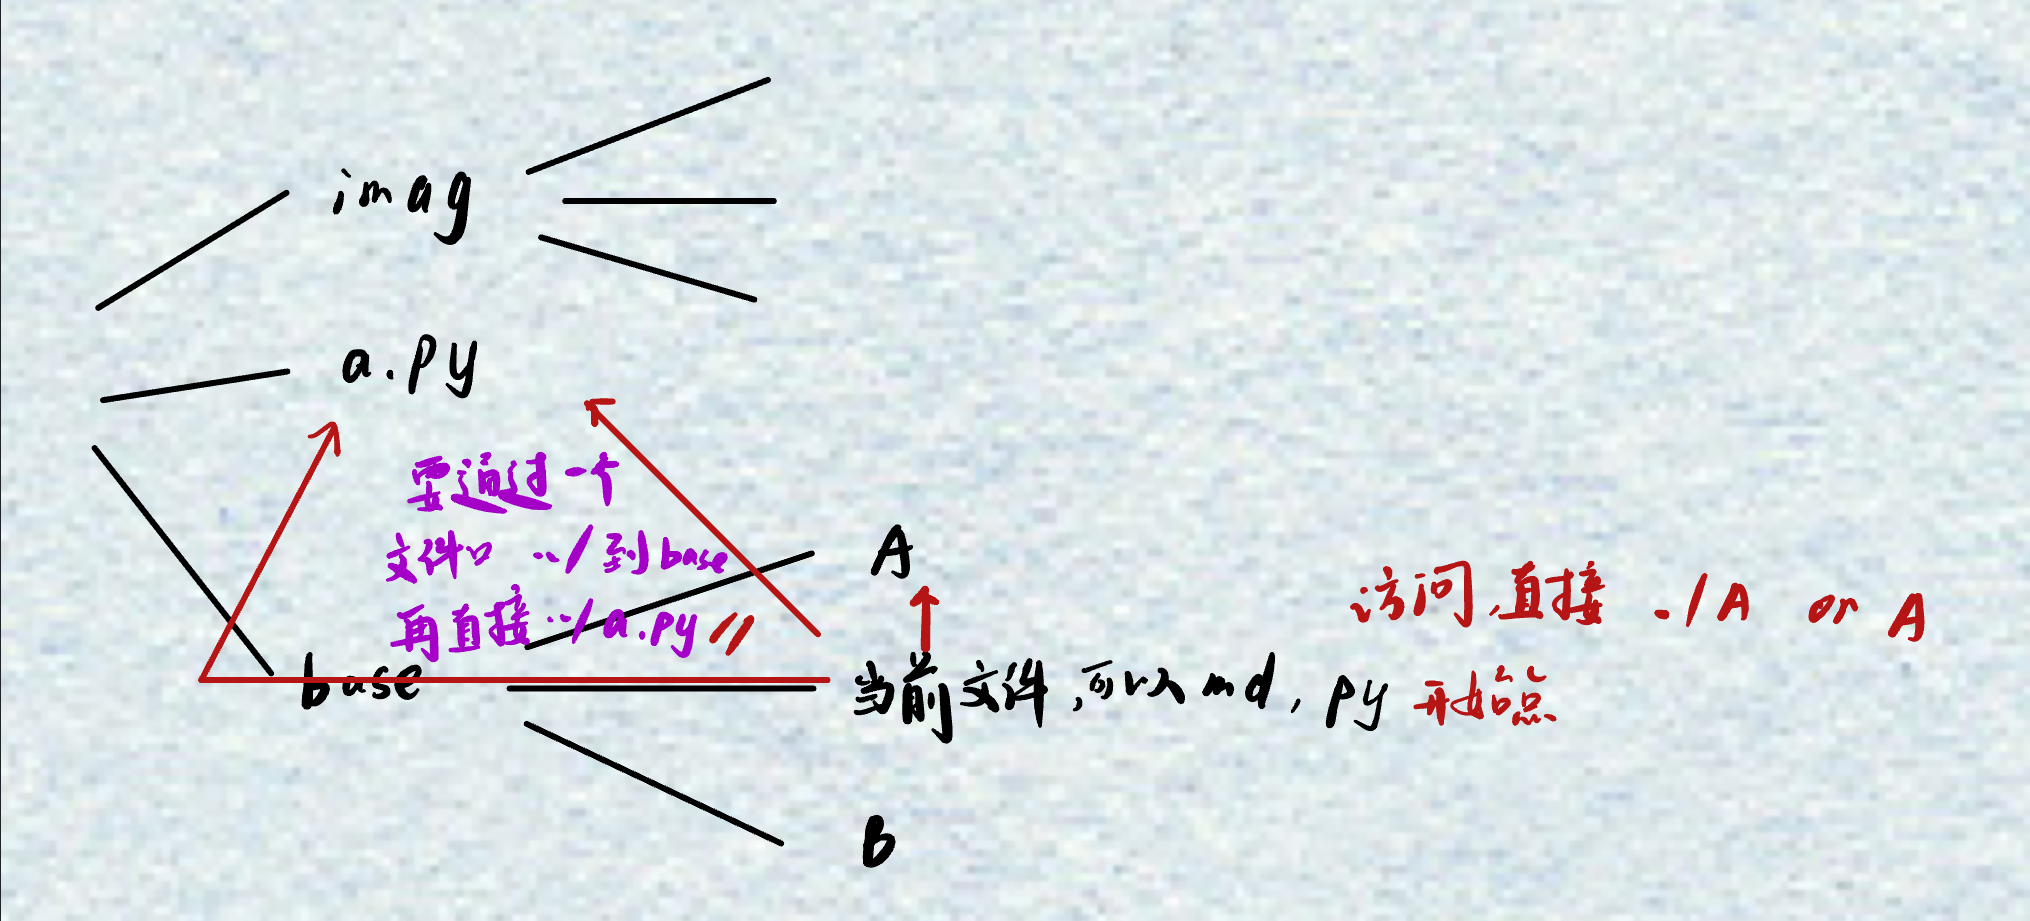 imag
a.py
要通过一个
文件口 ../到base
再直接../a.py
A
访问,直接 ./A or A
base
当前文件,可以md, py 开始点
B